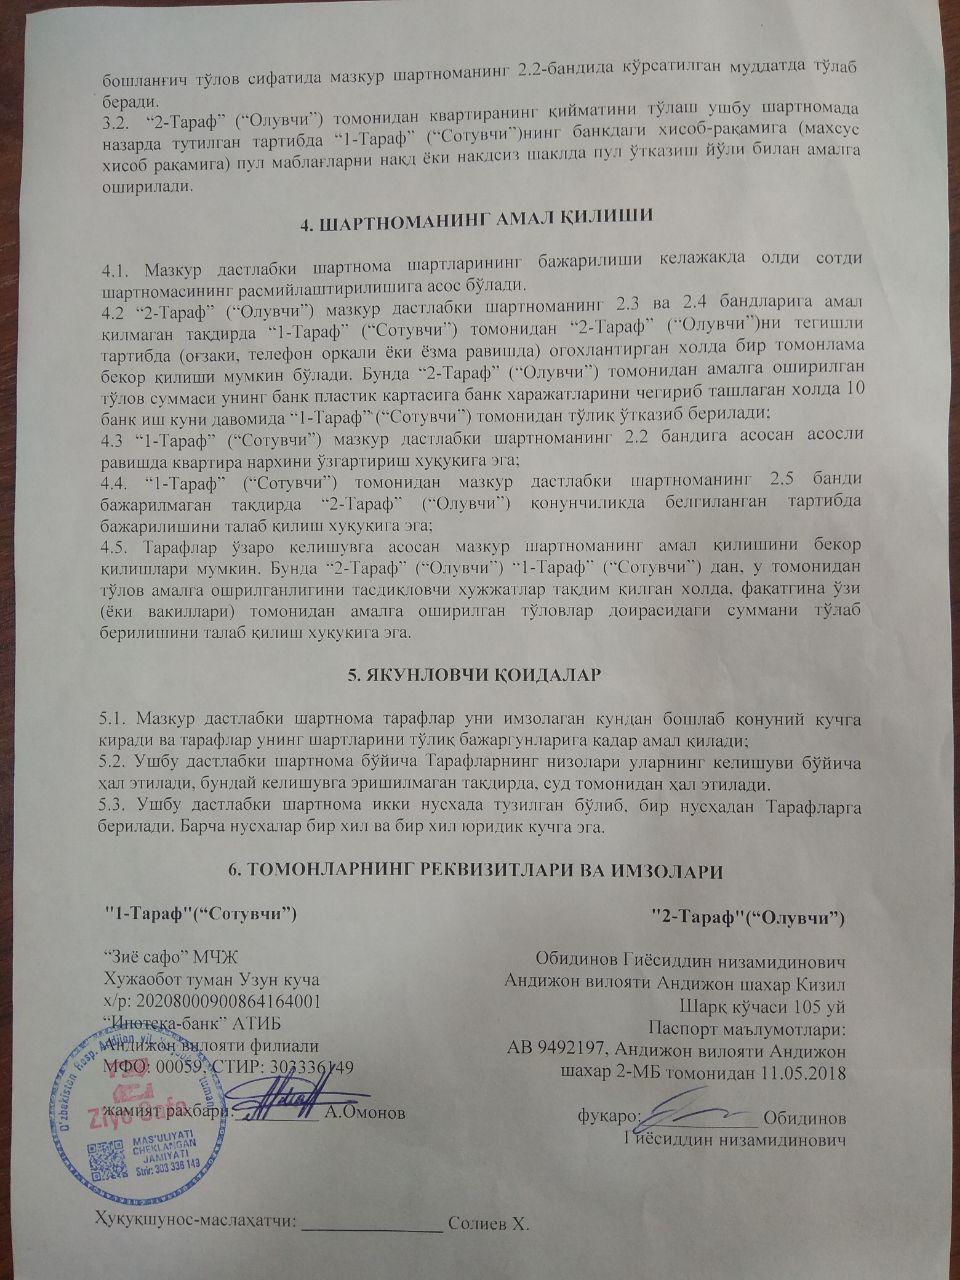 бошланғич тўлов сифатида мазкур шартноманинг 2.2-бандида кўрсатилган муддатда тўлаб
беради.
3.2. “2-Тараф” (“Олувчи”) томонидан квартиранинг қийматини тўлаш ушбу шартномада
назарда тутилган тартибда “1-Тараф” (“Сотувчи”)нинг банкдаги хисоб-рақамига (махсус
хисоб рақамига) пул маблағларни нақд ёки накдсиз шаклда пул ўтказиш йўли билан амалга
оширилади.
4. ШАРТНОМАНИНГ АМАЛ ҚИЛИШИ
4.1. Мазкур дастлабки шартнома шартларининг бажарилиши келажакда олди сотди
шартномасининг расмийлаштирилишига асос бўлади.
4.2 “2-Тараф” (“Олувчи”) мазкур дастлабки шартноманинг 2.3 ва 2.4 бандларига амал
қилмаган тақдирда “1-Тараф” (“Сотувчи”) томонидан “2-Тараф” (“Олувчи”)ни тегишли
тартибда (оғзаки, телефон орқали ёки ёзма равишда) огохлантирган холда бир томонлама
бекор қилиши мумкин бўлади. Бунда “2-Тараф” (“Олувчи”) томонидан амалга оширилган
тўлов суммаси унинг банк пластик картасига банк харажатларини чегириб ташлаган холда 10
банк иш куни давомида “1-Тараф” (“Сотувчи”) томонидан тўлиқ ўтказиб берилади;
4.3 “1-Тараф” (“Сотувчи”) мазкур дастлабки шартноманинг 2.2 бандига асосан асосли
равишда квартира нархини ўзгартириш хуқукига эга;
4.4. “1-Тараф” (“Сотувчи”) томонидан мазкур дастлабки шартноманинг 2.5 банди
бажарилмаган тақдирда “2-Тараф” (“Олувчи”) қонунчиликда белгиланган тартибда
бажарилишини талаб қилиш хуқукига эга;
4.5. Тарафлар ўзаро келишувга асосан мазкур шартноманинг амал қилишини бекор
қилишлари мумкин. Бунда “2-Тараф” (“Олувчи”) “1-Тараф” (“Сотувчи”) дан, у томонидан
тўлов амалга оширилганлигини тасдиқловчи хужжатлар тақдим қилган холда, фақатгина ўзи
(ёки вакиллари) томонидан амалга оширилган тўловлар доирасидаги суммани тўлаб
берилишини талаб қилиш хуқукига эга.
5. ЯКУНЛОВЧИ ҚОИДАЛАР
5.1. Мазкур дастлабки шартнома тарафлар уни имзолаган кундан бошлаб қонуний кучга
киради ва тарафлар унинг шартларини тўлиқ бажаргунларига қадар амал қилади;
5.2. Ушбу дастлабки шартнома бўйича Тарафларнинг низолари уларнинг келишуви бўйича
ҳал этилади, бундай келишувга эришилмаган тақдирда, суд томонидан ҳал этилади.
5.3. Ушбу дастлабки шартнома икки нусхада тузилган бўлиб, бир нусхадан Тарафларга
берилади. Барча нусхалар бир хил ва бир хил юридик кучга эга.
6. ТОМОНЛАРНИНГ РЕКВИЗИТЛАРИ ВА ИМЗОЛАРИ
"1-Тараф"(“Сотувчи”)
“Зиё сафо” МЧЖ
Хужаобот туман Узун куча
х/р: 20208000900864164001
“Ипотека-банк” АТИБ
Андижон вилояти филиали
МФО: 00059, СТИР: 303336149
жамият раҳбари:__________ А.Омонов
"2-Тараф"(“Олувчи”)
Обидинов Гиёсиддин низамидинович
Андижон вилояти Андижон шахар Кизил
Шарқ кўчаси 105 уй
Паспорт маълумотлари:
АВ 9492197, Андижон вилояти Андижон
шахар 2-МБ томонидан 11.05.2018
фуқаро:_____________ Обидинов
Гиёсиддин низамидинович
O'zbekiston Resp. Andijan vil.
tumani
Ziyo Safo
MAS'ULIYATI
CHEKLANGAN
JAMIYATI
Stir: 303 336 149
Ҳуқуқшунос-маслаҳатчи: _______________ Солиев Х.